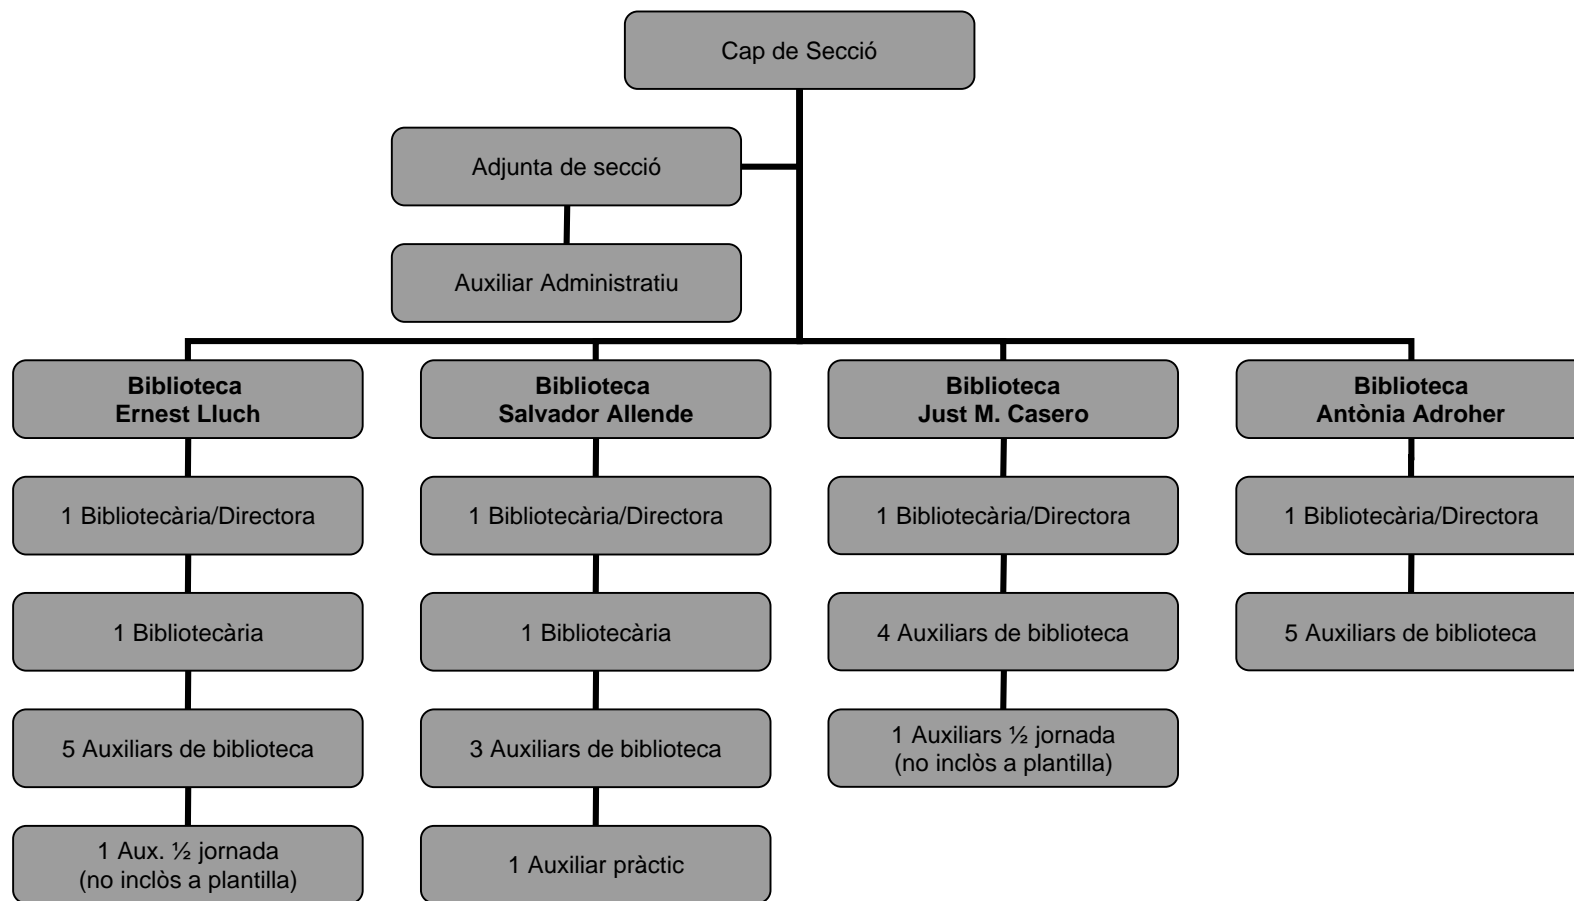 Cap de Secció
Adjunta de secció
Auxiliar Administratiu
Biblioteca
Ernest Lluch
1 Bibliotecària/Directora
1 Bibliotecària
5 Auxiliars de biblioteca
1 Aux. ½ jornada
(no inclòs a plantilla)
Biblioteca
Salvador Allende
1 Bibliotecària/Directora
1 Bibliotecària
3 Auxiliars de biblioteca
1 Auxiliar pràctic
Biblioteca
Just M. Casero
1 Bibliotecària/Directora
4 Auxiliars de biblioteca
1 Auxiliars ½ jornada
(no inclòs a plantilla)
Biblioteca
Antònia Adroher
1 Bibliotecària/Directora
5 Auxiliars de biblioteca